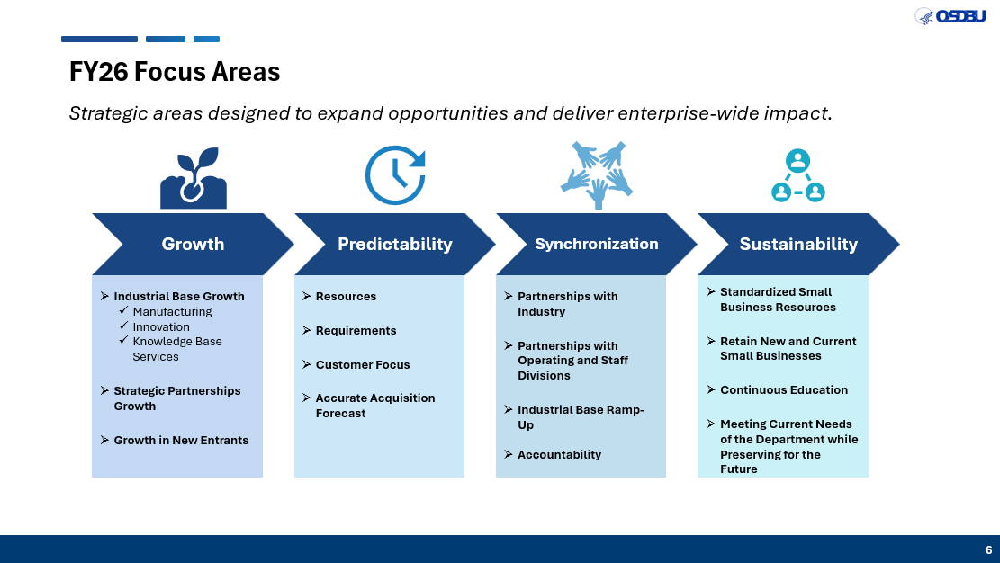 OSDBU
FY26 Focus Areas
Strategic areas designed to expand opportunities and deliver enterprise-wide impact.
Growth
Industrial Base Growth
Manufacturing
Innovation
Knowledge Base
Services
Strategic Partnerships
Growth
Growth in New Entrants
Predictability
Resources
Requirements
Customer Focus
Accurate Acquisition
Forecast
Synchronization
Partnerships with
Industry
Partnerships with
Operating and Staff
Divisions
Industrial Base Ramp-
Up
Accountability
Sustainability
Standardized Small
Business Resources
Retain New and Current
Small Businesses
Continuous Education
Meeting Current Needs
of the Department while
Preserving for the
Future
6